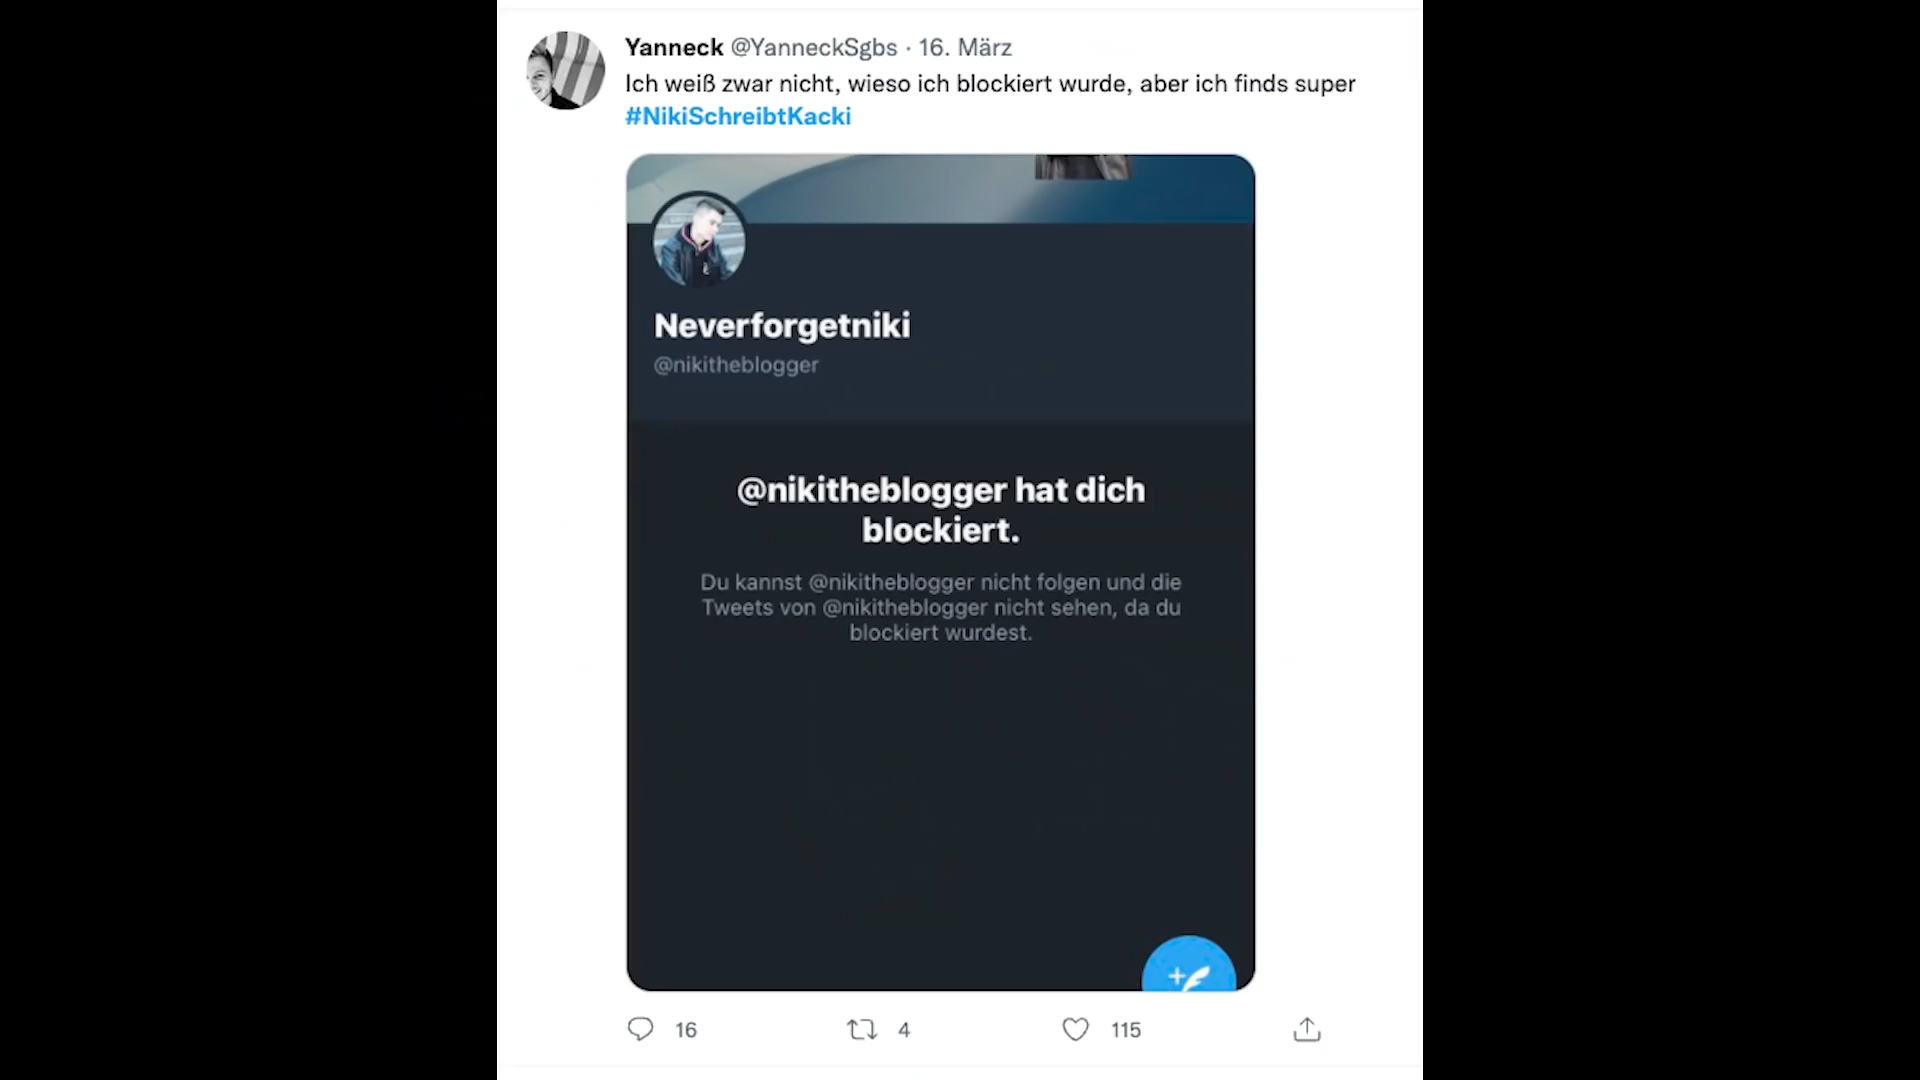 Yanneck @YanneckSgbs · 16. März
Ich weiß zwar nicht, wieso ich blockiert wurde, aber ich finds super
#NikiSchreibtKacki
Neverforgetniki
@nikitheblogger
@nikitheblogger hat dich
blockiert.
Du kannst @nikitheblogger nicht folgen und die
Tweets von @nikitheblogger nicht sehen, da du
blockiert wurdest.
16 4 115